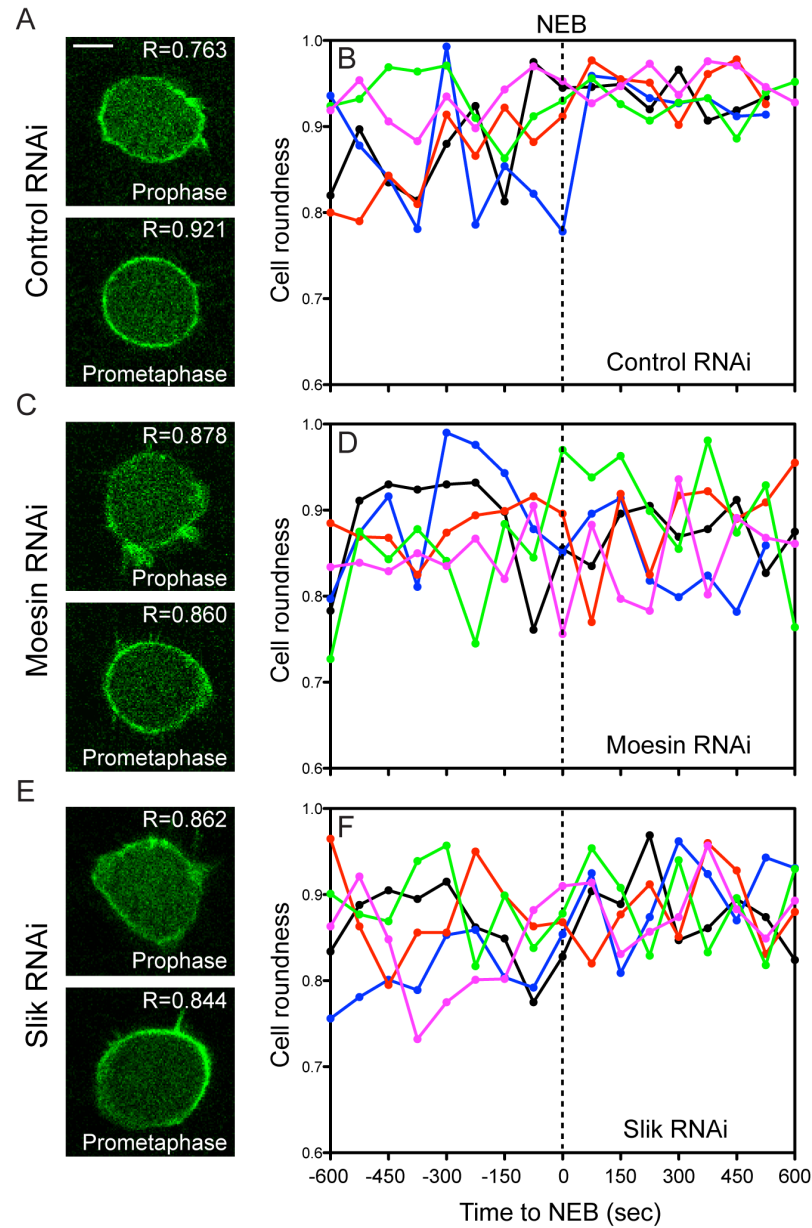 A
Control RNAi
R=0.763
Prophase
R=0.921
Prometaphase
NEB
B
Cell roundness
1.0
0.9
0.8
0.7
0.6
Control RNAi
C
Moesin RNAi
R=0.878
Prophase
R=0.860
Prometaphase
D
Cell roundness
1.0
0.9
0.8
0.7
0.6
Moesin RNAi
E
Slik RNAi
R=0.862
Prophase
R=0.844
Prometaphase
F
Cell roundness
1.0
0.9
0.8
0.7
0.6
Slik RNAi
-600 -450 -300 -150 0 150 300 450 600
Time to NEB (sec)